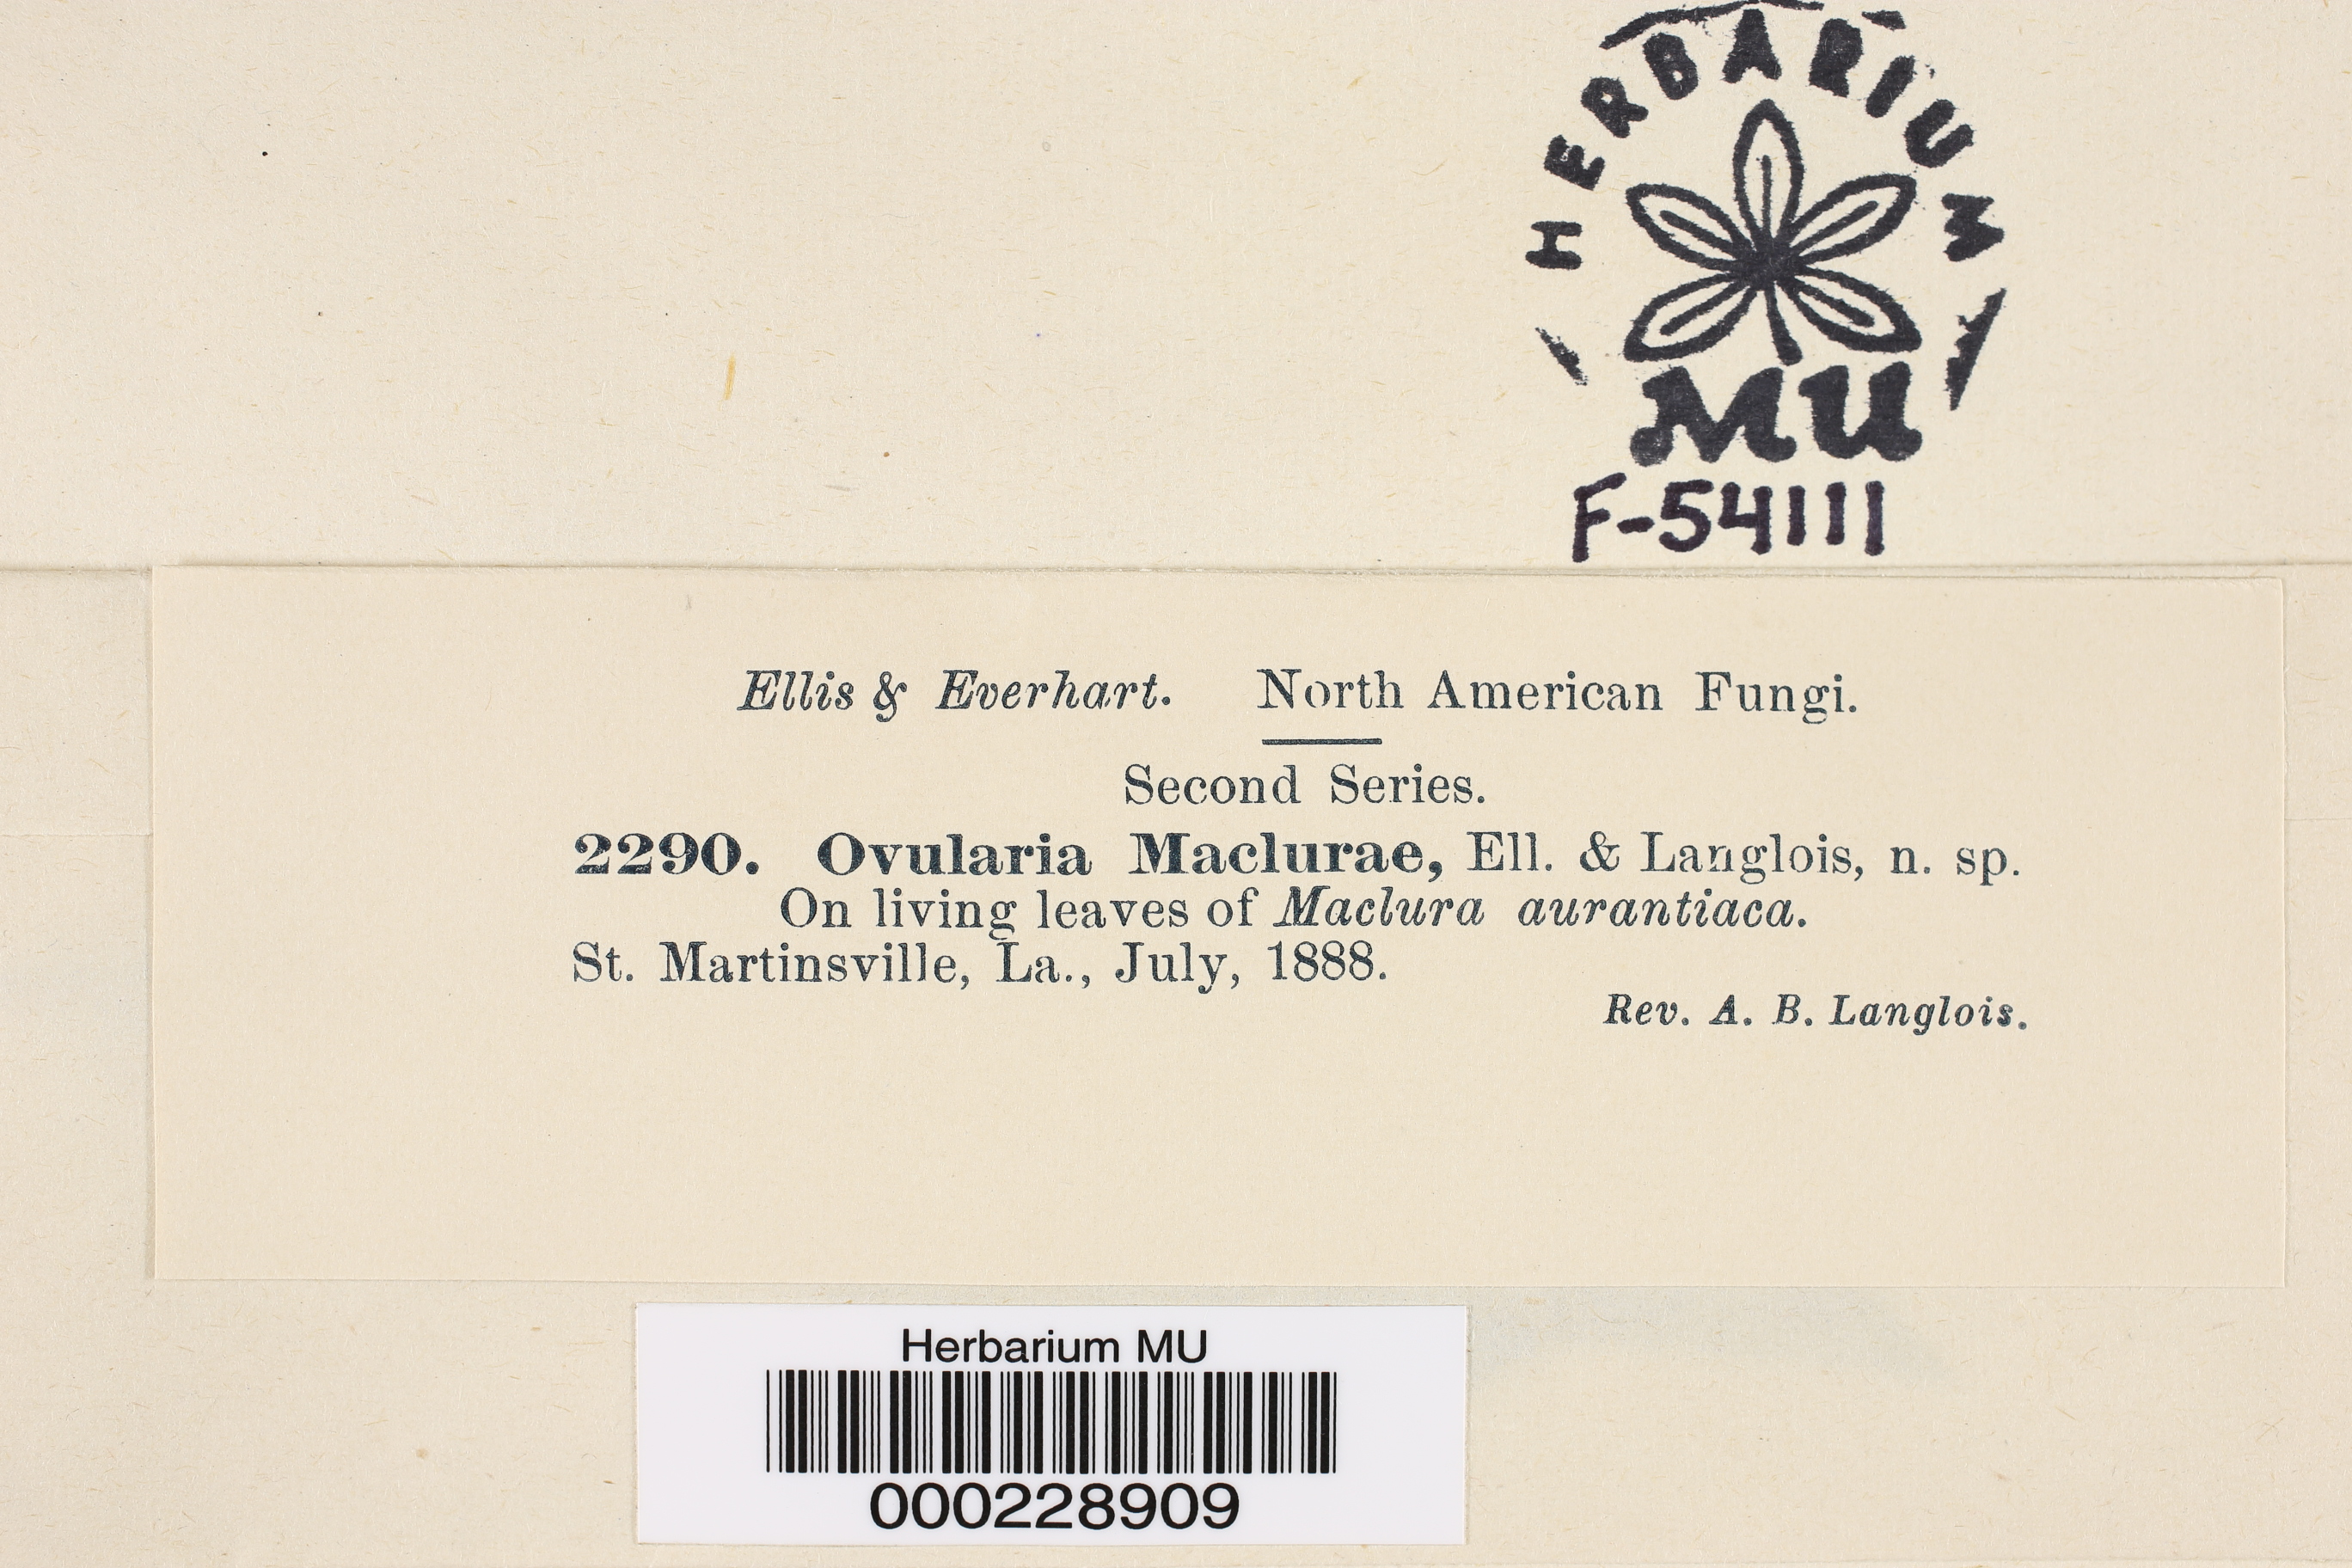 HERBARIUM
MU
F-54111
Ellis & Everhart. North American Fungi.
Second Series.
2290. Ovularia Maclurae, Ell. & Langlois, n. sp.
On living leaves of Maclura aurantiaca.
St. Martinsville, La., July, 1888.
Rev. A. B. Langlois.
Herbarium MU
000228909